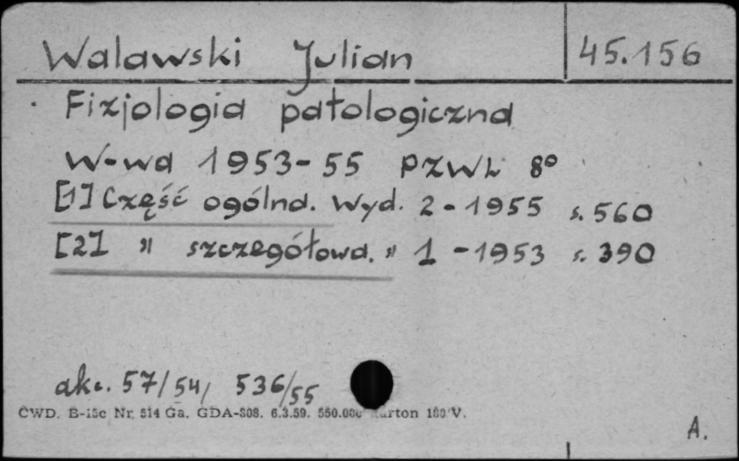 Walawski Julian 45.156
Fizjologia patologiczna
W-wa 1953-55 PZWL 8°
[1] Część ogólna. Wyd. 2-1955 s. 560
[2] " szczegółowa. " 1-1953 s. 390
akc. 57/54, 536/55
CWD. B-15c Nr. 514 Ga. GDA-808. 6.3.59. 550.000 Karton 180 V.
A.